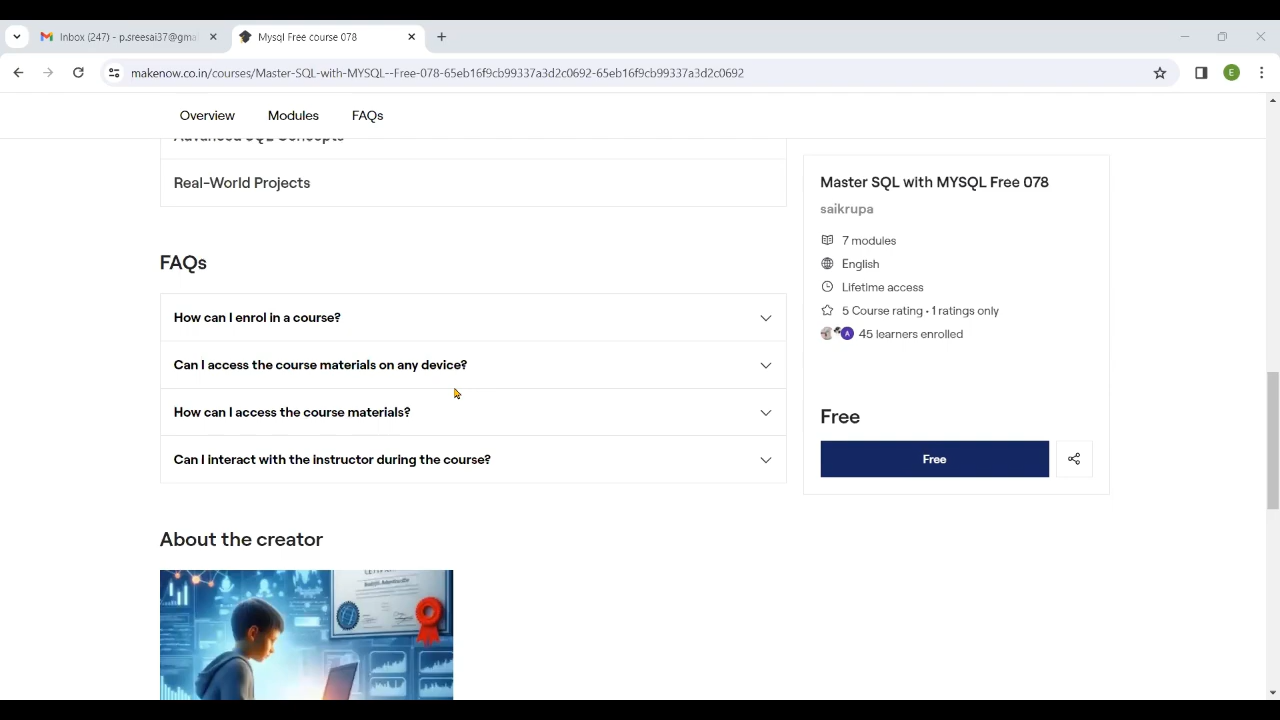 Inbox (247) - p.sreesai37@gma
Mysql Free course 078
makenow.co.in/courses/Master-SQL-with-MYSQL--Free-078-65eb16f9cb99337a3d2c0692-65eb16f9cb99337a3d2c0692
E
Overview
Modules
FAQs
Advanced SQL Concepts
Real-World Projects
FAQs
How can I enrol in a course?
Can I access the course materials on any device?
How can I access the course materials?
Can I interact with the instructor during the course?
About the creator
Master SQL with MYSQL Free 078
saikrupa
7 modules
English
Lifetime access
5 Course rating • 1 ratings only
A
45 learners enrolled
Free
Free